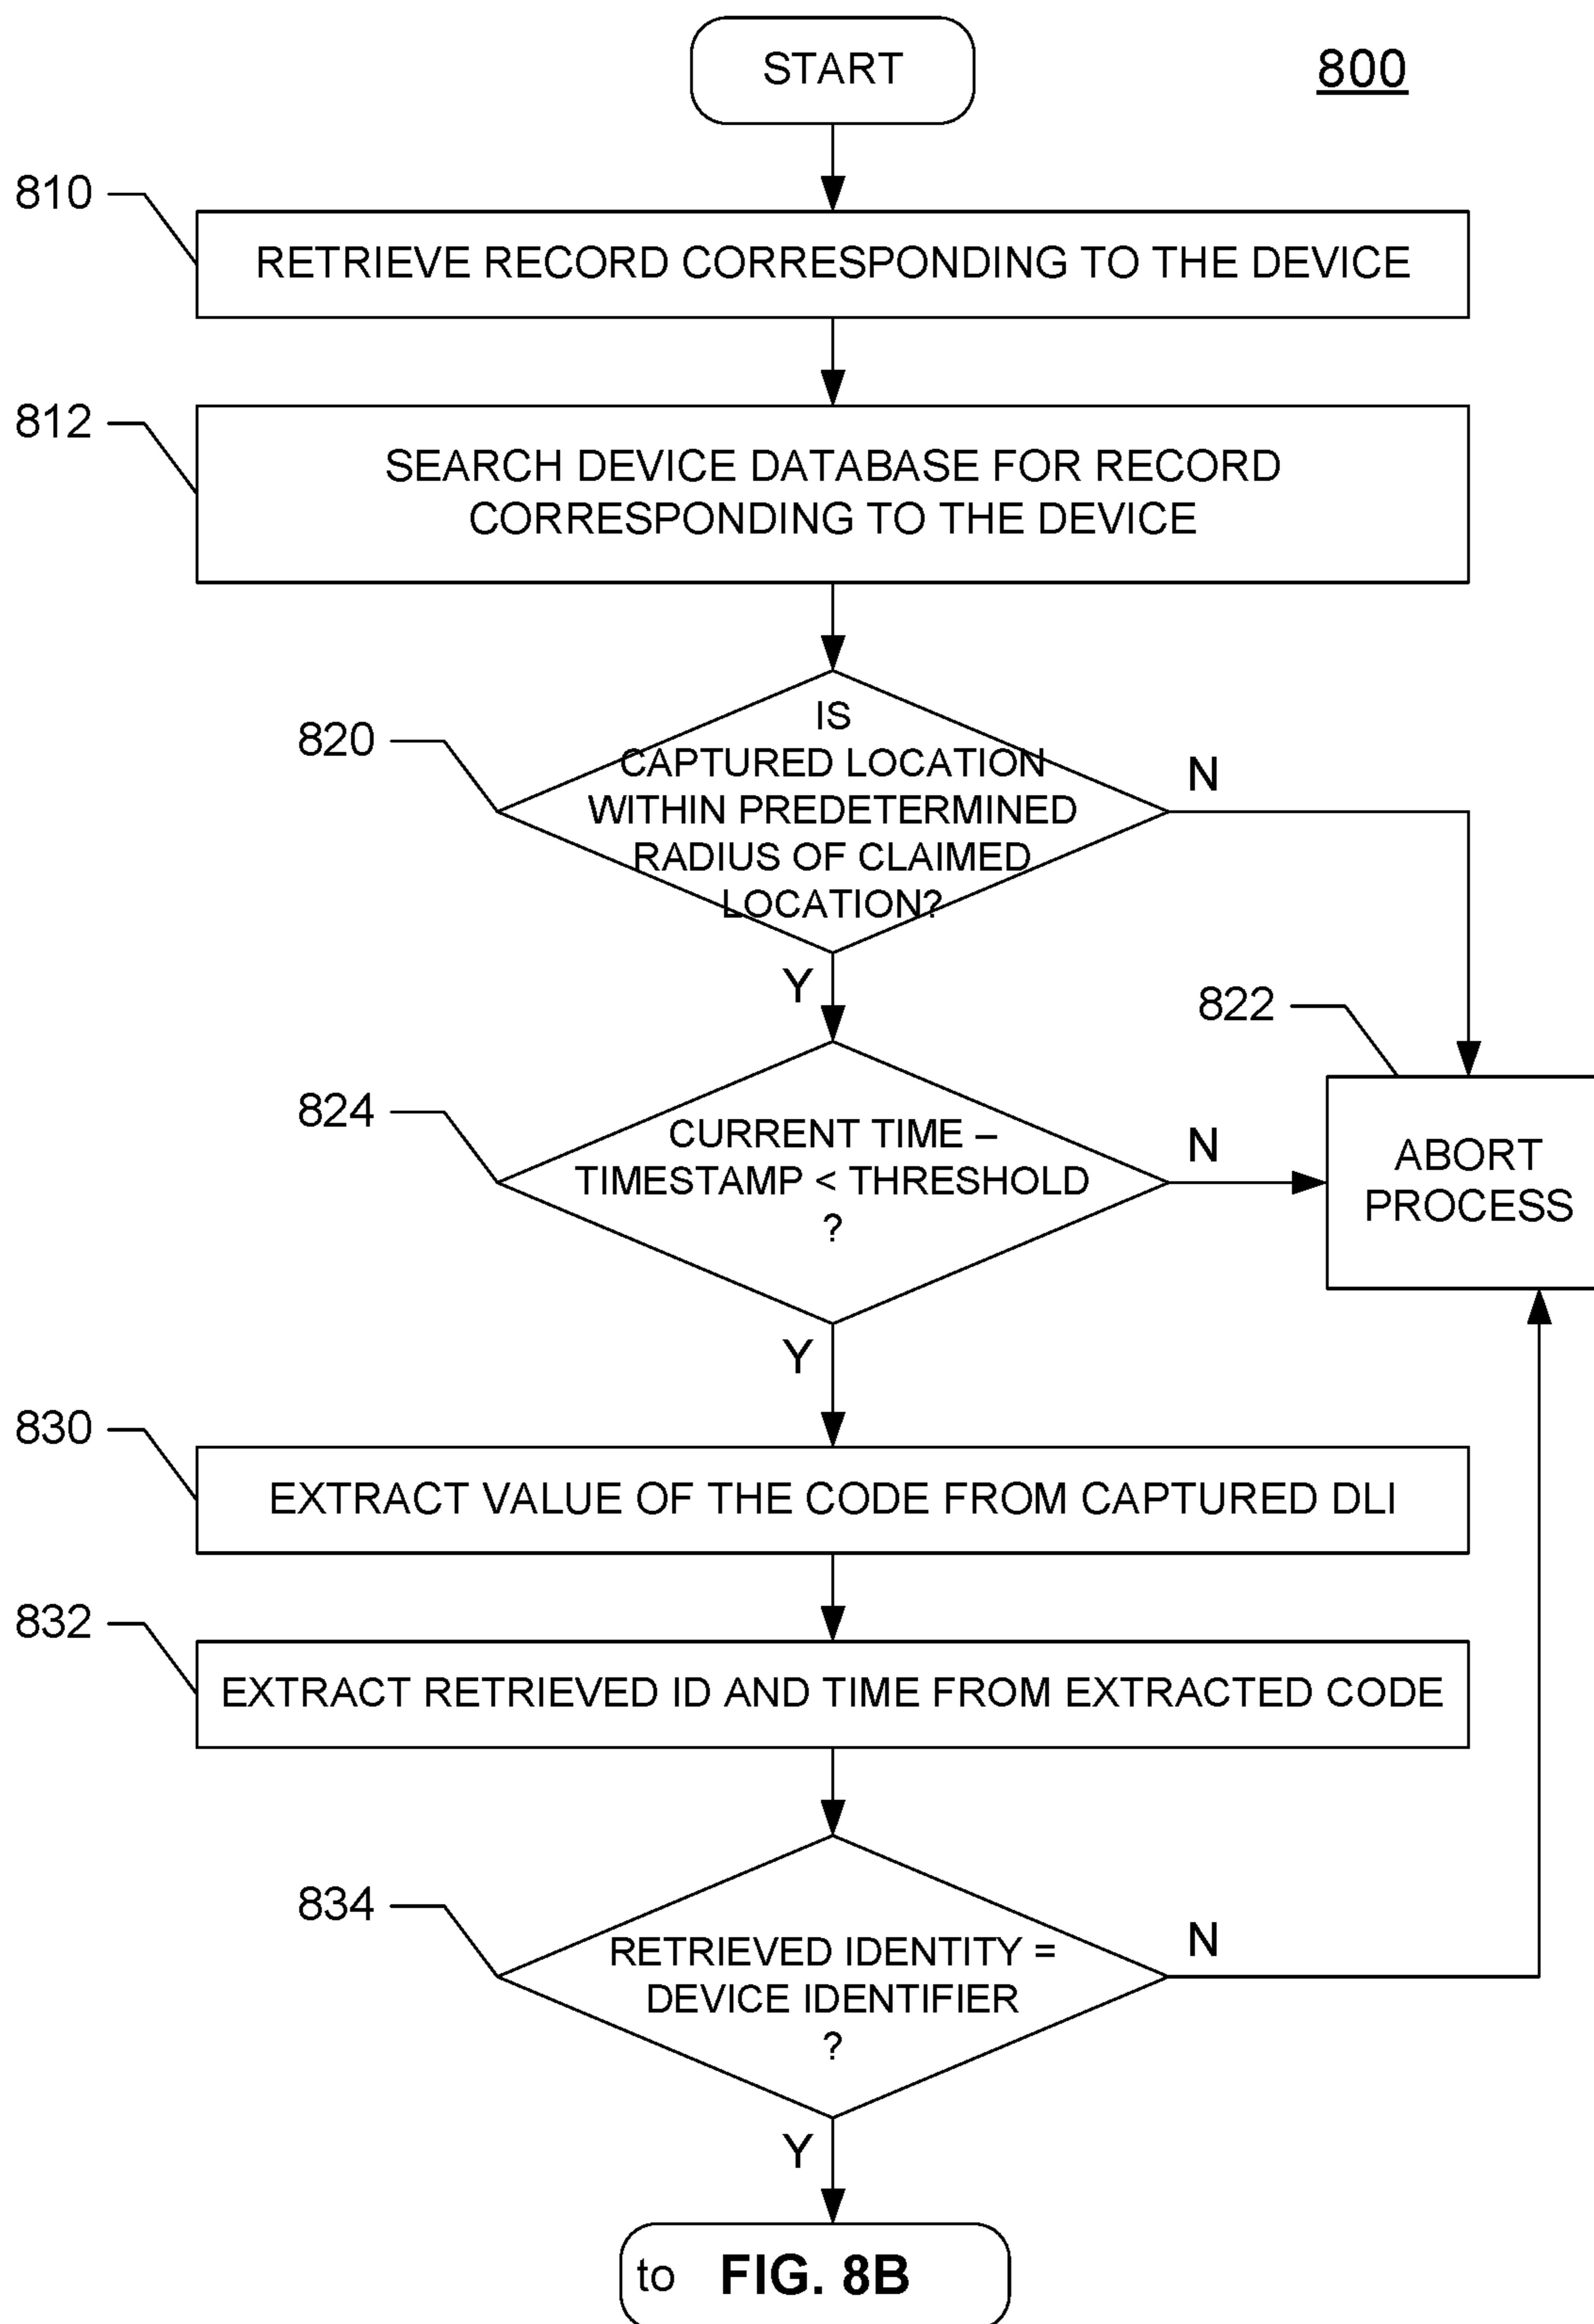 START
800
810
RETRIEVE RECORD CORRESPONDING TO THE DEVICE
812
SEARCH DEVICE DATABASE FOR RECORD
CORRESPONDING TO THE DEVICE
820
IS
CAPTURED LOCATION
WITHIN PREDETERMINED
RADIUS OF CLAIMED
LOCATION?
N
Y
822
824
CURRENT TIME –
TIMESTAMP < THRESHOLD
?
N
ABORT
PROCESS
Y
830
EXTRACT VALUE OF THE CODE FROM CAPTURED DLI
832
EXTRACT RETRIEVED ID AND TIME FROM EXTRACTED CODE
834
RETRIEVED IDENTITY =
DEVICE IDENTIFIER
?
N
Y
to FIG. 8B